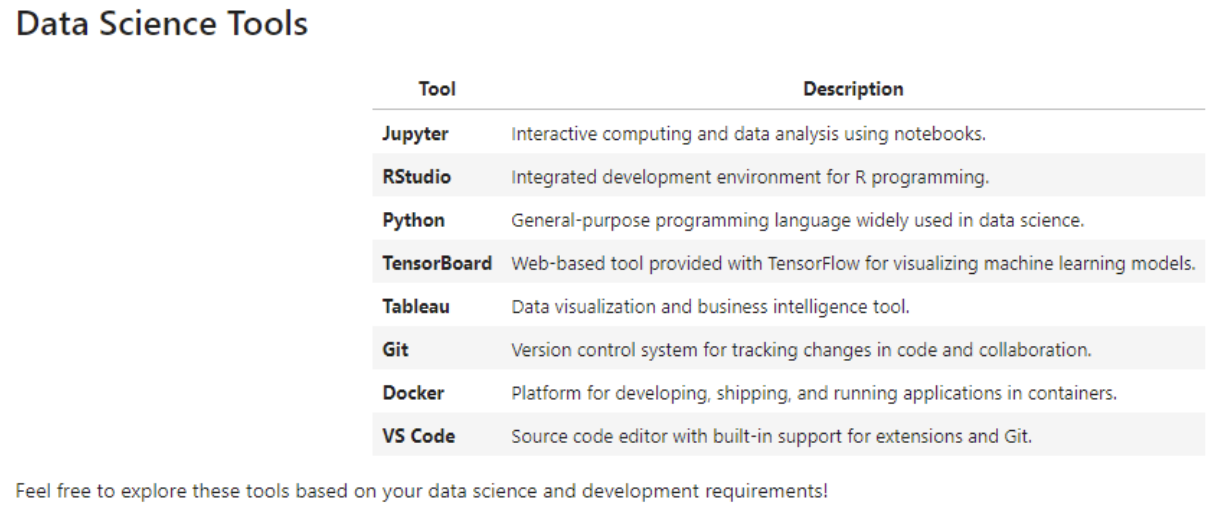 Data Science Tools
Tool Description
Jupyter Interactive computing and data analysis using notebooks.
RStudio Integrated development environment for R programming.
Python General-purpose programming language widely used in data science.
TensorBoard Web-based tool provided with TensorFlow for visualizing machine learning models.
Tableau Data visualization and business intelligence tool.
Git Version control system for tracking changes in code and collaboration.
Docker Platform for developing, shipping, and running applications in containers.
VS Code Source code editor with built-in support for extensions and Git.
Feel free to explore these tools based on your data science and development requirements!